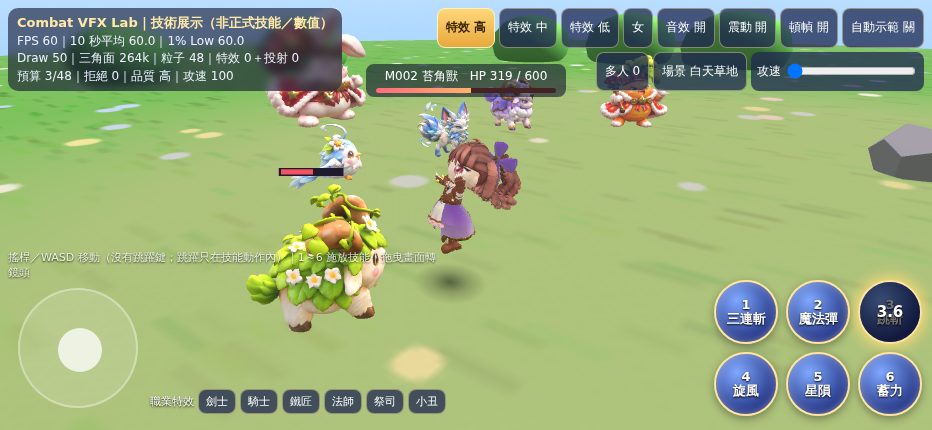 Combat VFX Lab｜技術展示（非正式技能／數值）
FPS 60｜10 秒平均 60.0｜1% Low 60.0
Draw 50｜三角面 264k｜粒子 48｜特效 0＋投射 0
預算 3/48｜拒絕 0｜品質 高｜攻速 100
特效 高
特效 中
特效 低
女
音效 開
震動 開
頓幀 開
自動示範 關
M002 苔角獸 HP 319 / 600
多人 0
場景 白天草地
攻速
搖桿／WASD 移動（沒有跳躍鍵；跳躍只在技能動作內）｜1–6 施放技能｜拖曳畫面轉
鏡頭
1
三連斬
2
魔法彈
3
跳斬
3.6
4
旋風
5
星隕
6
蓄力
職業特效
劍士
騎士
鐵匠
法師
祭司
小丑